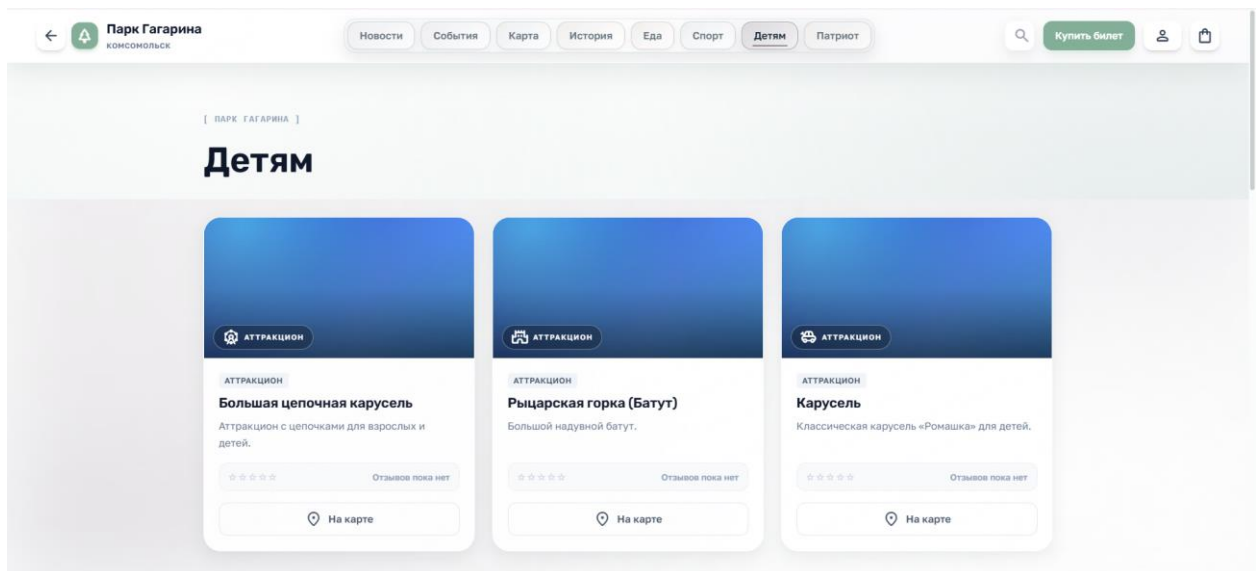 Парк Гагарина
КОМСОМОЛЬСК
Новости
События
Карта
История
Еда
Спорт
Детям
Патриот
Купить билет
[ ПАРК ГАГАРИНА ]
Детям
АТТРАКЦИОН
АТТРАКЦИОН
Большая цепочная карусель
Аттракцион с цепочками для взрослых и
детей.
Отзывов пока нет
На карте
АТТРАКЦИОН
АТТРАКЦИОН
Рыцарская горка (Батут)
Большой надувной батут.
Отзывов пока нет
На карте
АТТРАКЦИОН
АТТРАКЦИОН
Карусель
Классическая карусель «Ромашка» для детей.
Отзывов пока нет
На карте